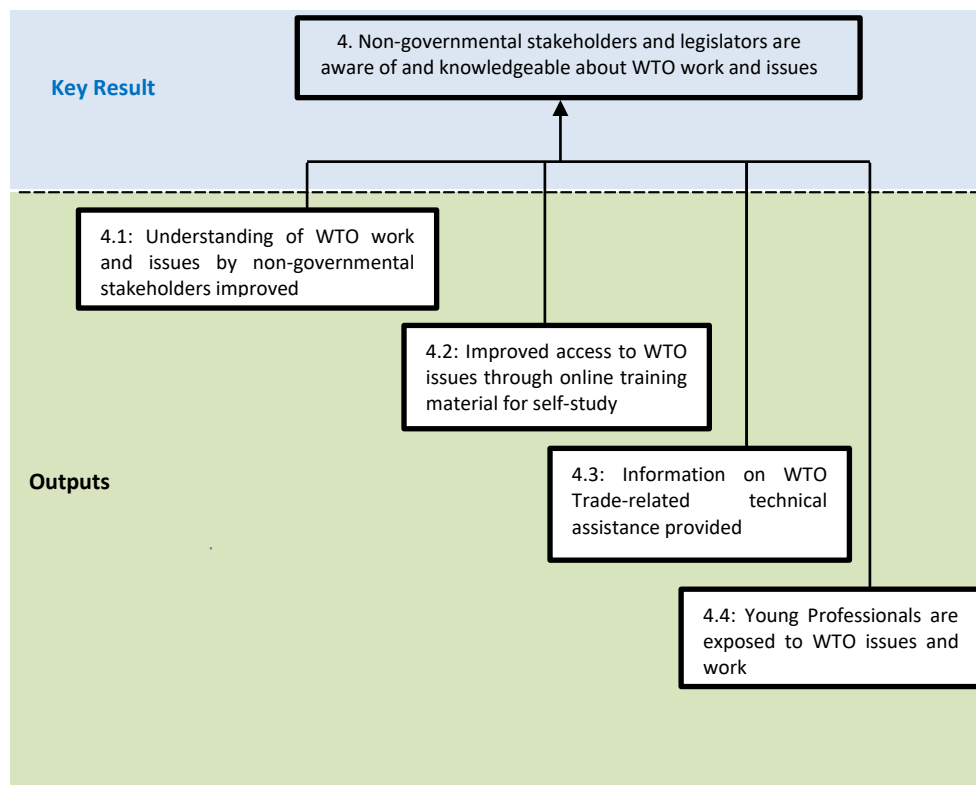 4. Non-governmental stakeholders and legislators are
aware of and knowledgeable about WTO work and issues
Key Result
4.1: Understanding of WTO work
and issues by non-governmental
stakeholders improved
4.2: Improved access to WTO
issues through online training
material for self-study
4.3: Information on WTO
Trade-related technical
assistance provided
Outputs
4.4: Young Professionals are
exposed to WTO issues and
work